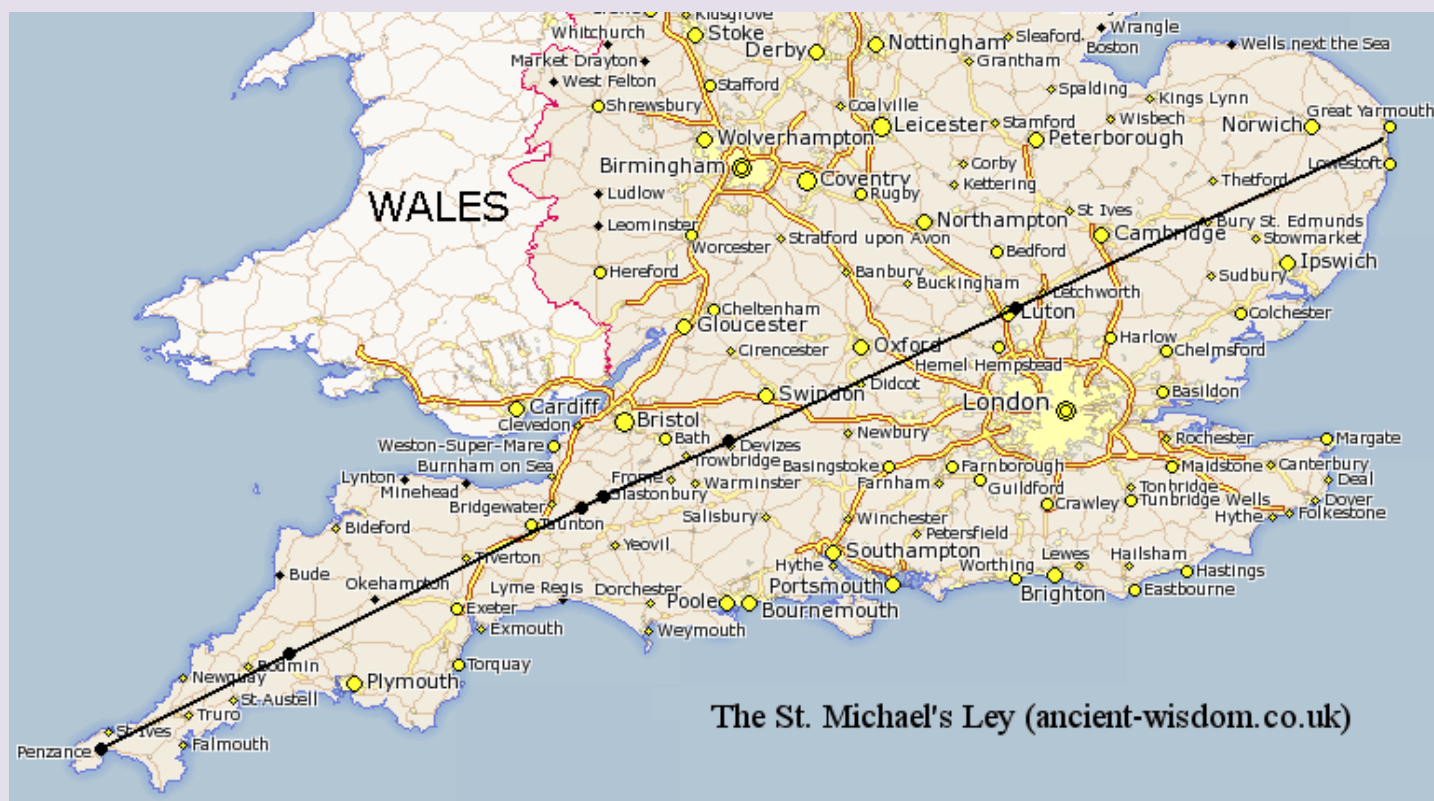 Crewe
Klusgrove
Whitchurch
Stoke
Derby
Nottingham
Sleaford
Boston
Wrangle
Wells next the Sea
Market Drayton
West Felton
Stafford
Grantham
Spalding
Kings Lynn
Shrewsbury
Coalville
Leicester
Stamford
Wisbech
Norwich
Great Yarmouth
Wolverhampton
Peterborough
Birmingham
Coventry
Corby
Kettering
Lowestoft
WALES
Ludlow
Rugby
Thetford
Leominster
Northampton
St Ives
Bury St. Edmunds
Worcester
Stratford upon Avon
Cambridge
Stowmarket
Bedford
Hereford
Banbury
Buckingham
Ipswich
Sudbury
Letchworth
Cheltenham
Luton
Colchester
Gloucester
Cirencester
Oxford
Harlow
Chelmsford
Hemel Hempstead
Didcot
Swindon
Basildon
Cardiff
Clevedon
Bristol
London
Weston-Super-Mare
Bath
Devizes
Newbury
Rochester
Margate
Burnham on Sea
Trowbridge
Basingstoke
Farnborough
Maidstone
Canterbury
Lynton
Minehead
Frome
Warminster
Farnham
Guildford
Tonbridge
Deal
Glastonbury
Bridgewater
Crawley
Tunbridge Wells
Dover
Bideford
Taunton
Salisbury
Winchester
Hythe
Folkestone
Yeovil
Petersfield
Tiverton
Southampton
Lewes
Hailsham
Hythe
Worthing
Hastings
Bude
Okehampton
Lyme Regis
Dorchester
Portsmouth
Brighton
Eastbourne
Exeter
Poole
Bournemouth
Exmouth
Weymouth
Bodmin
Torquay
Newquay
Plymouth
St Austell
Truro
St Ives
Penzance
Falmouth
The St. Michael's Ley (ancient-wisdom.co.uk)